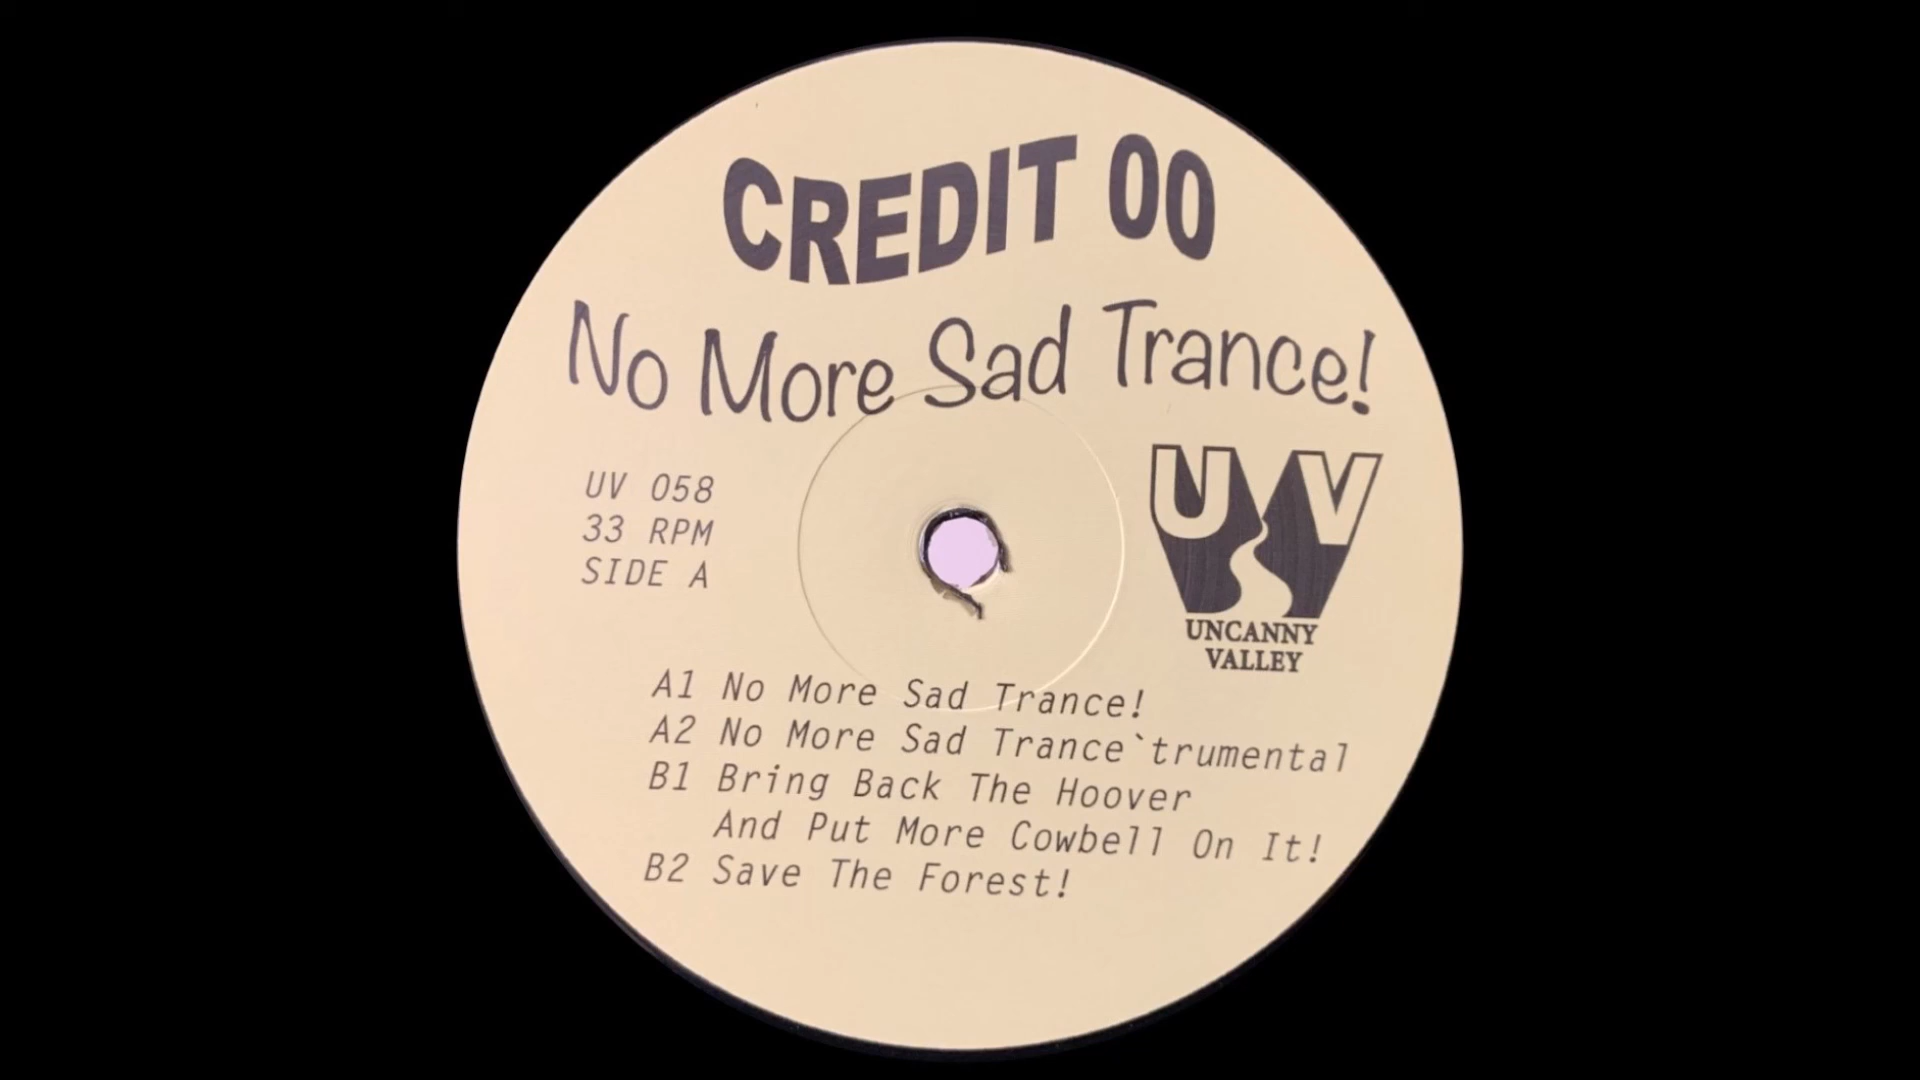 CREDIT 00
No More Sad Trance!
UV 058
33 RPM
SIDE A
UV
UNCANNY
VALLEY
A1 No More Sad Trance!
A2 No More Sad Trance`trumental
B1 Bring Back The Hoover
And Put More Cowbell On It!
B2 Save The Forest!